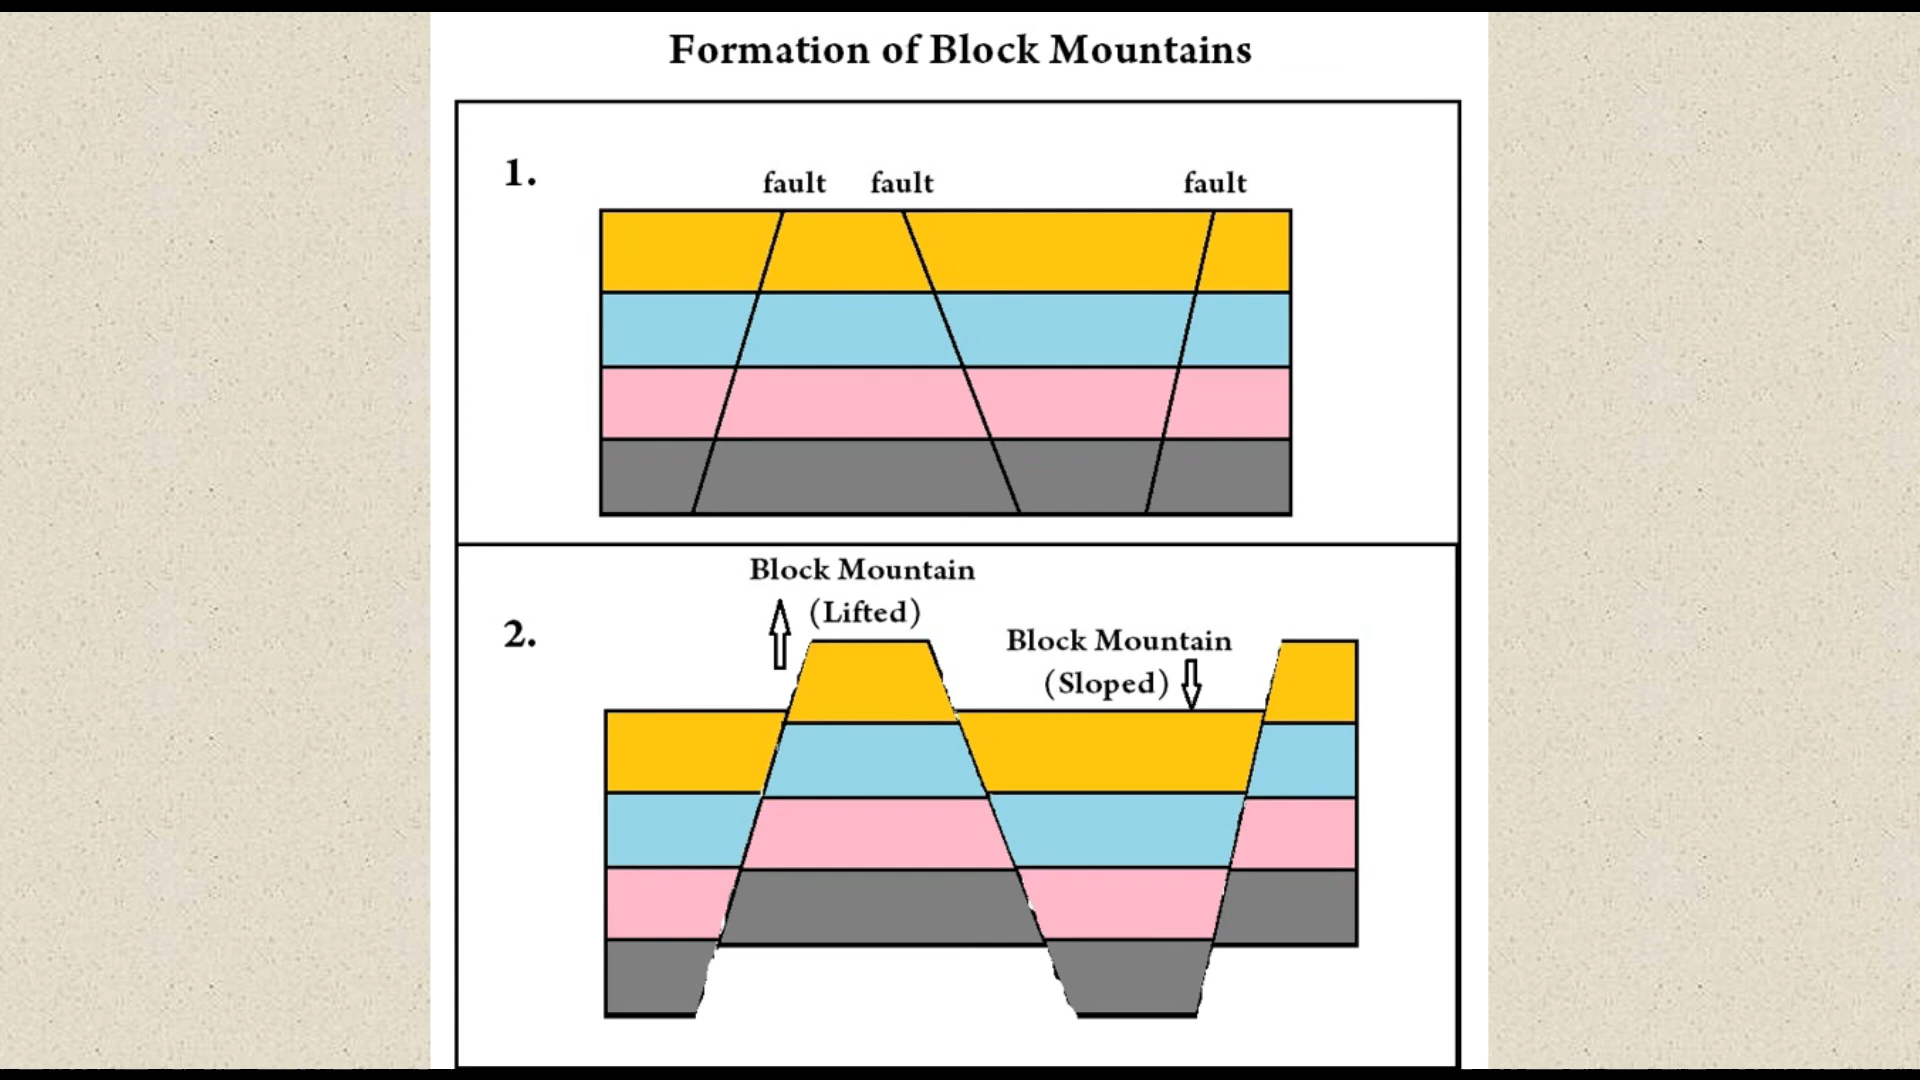 Formation of Block Mountains
1.
fault fault fault
Block Mountain
(Lifted)
2.
Block Mountain
(Sloped)